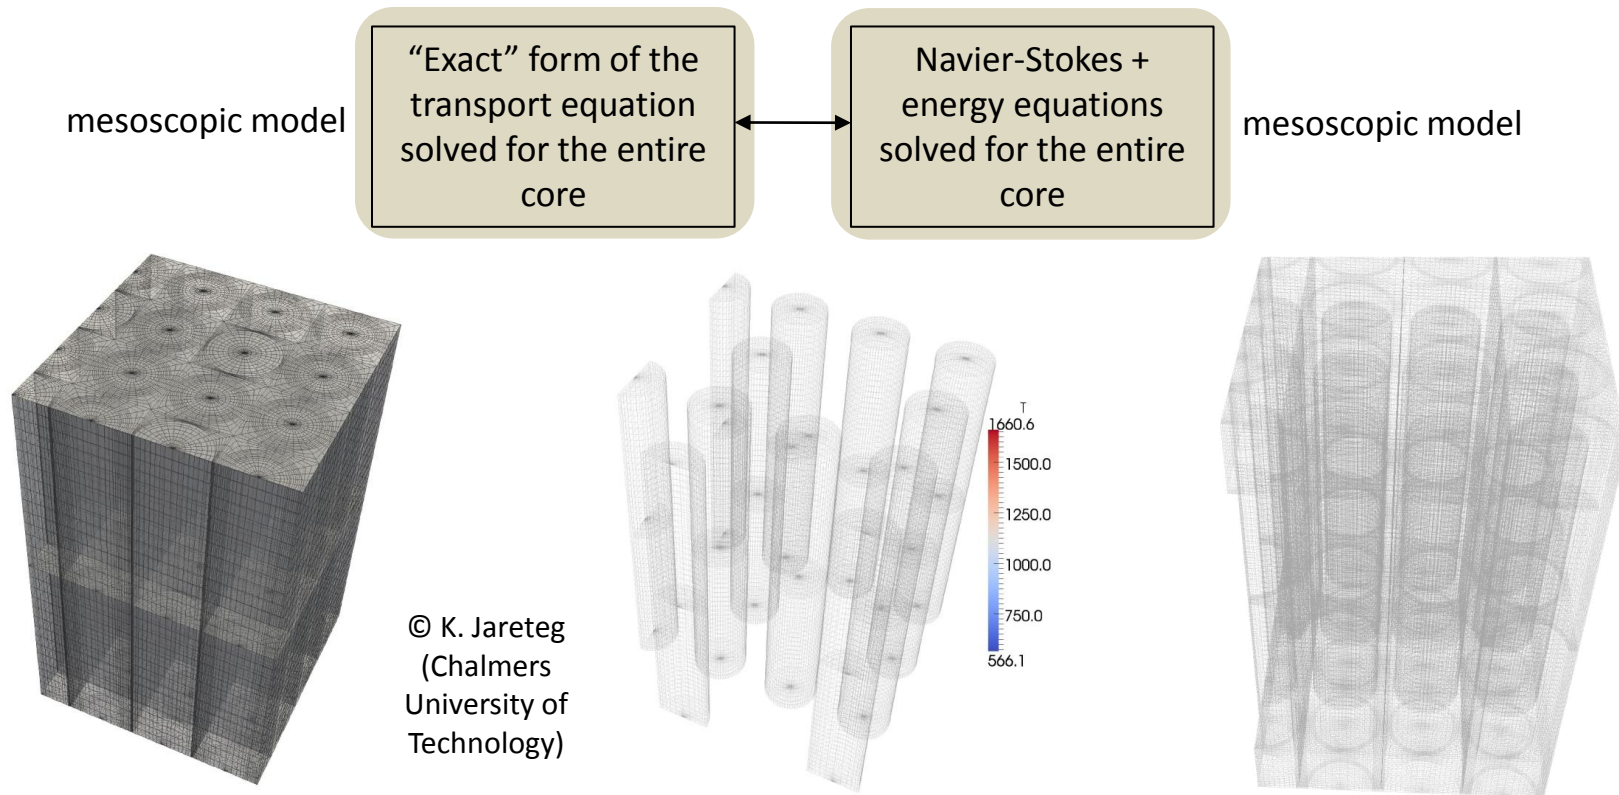 mesoscopic model
“Exact” form of the
transport equation
solved for the entire
core
Navier-Stokes +
energy equations
solved for the entire
core
mesoscopic model
© K. Jareteg
(Chalmers
University of
Technology)
T
1660.6
1500.0
1250.0
1000.0
750.0
566.1